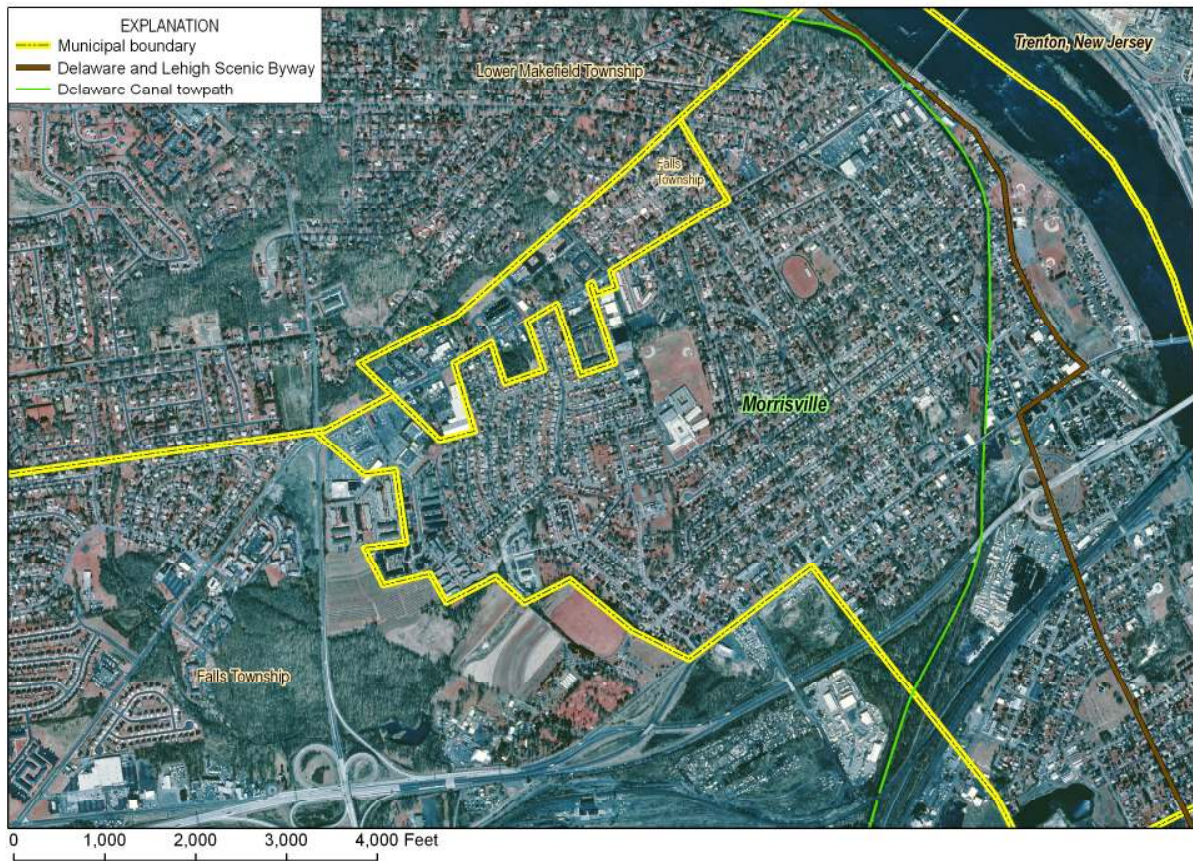 EXPLANATION
Municipal boundary
Delaware and Lehigh Scenic Byway
Delaware Canal towpath
Trenton, New Jersey
Lower Makefield Township
Falls
Township
Morrisville
Falls Township
0 1,000 2,000 3,000 4,000 Feet